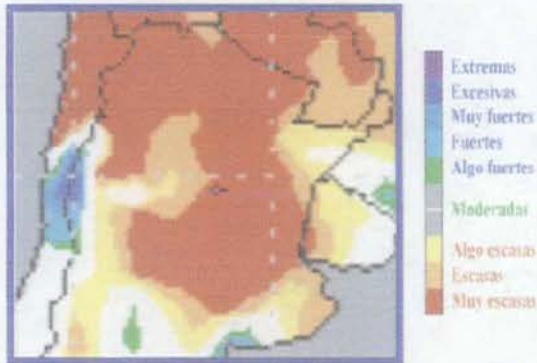 Extremas
Excesivas
Muy fuertes
Fuertes
Algo fuertes
Moderadas
Algo escasas
Escasas
Muy escasas